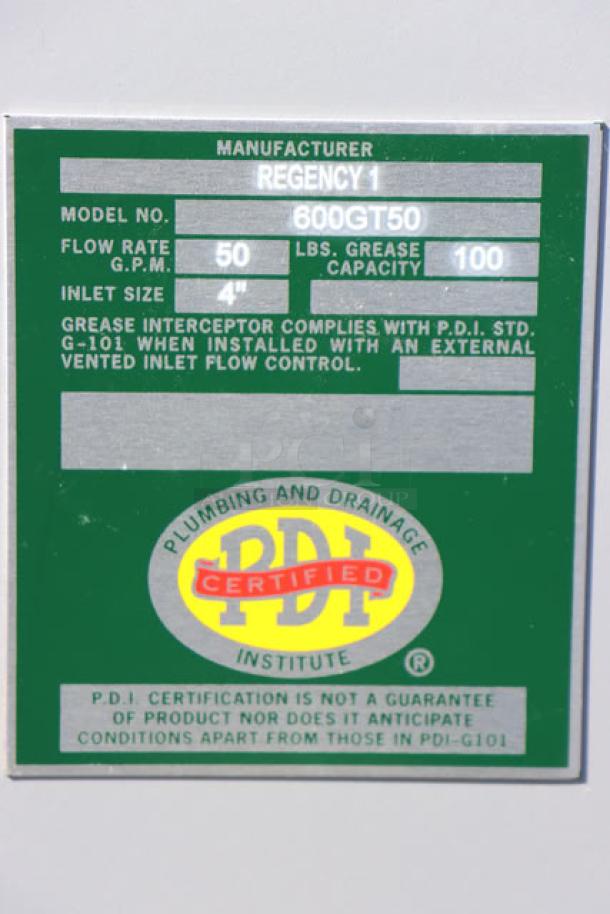 MANUFACTURER
REGENCY 1
MODEL NO. 600GT50
FLOW RATE G.P.M. 50 LBS. GREASE CAPACITY 100
INLET SIZE 4"
GREASE INTERCEPTOR COMPLIES WITH P.D.I. STD.
G-101 WHEN INSTALLED WITH AN EXTERNAL
VENTED INLET FLOW CONTROL.
PLUMBING AND DRAINAGE
PDI
CERTIFIED
INSTITUTE ®
P.D.I. CERTIFICATION IS NOT A GUARANTEE
OF PRODUCT NOR DOES IT ANTICIPATE
CONDITIONS APART FROM THOSE IN PDI-G101